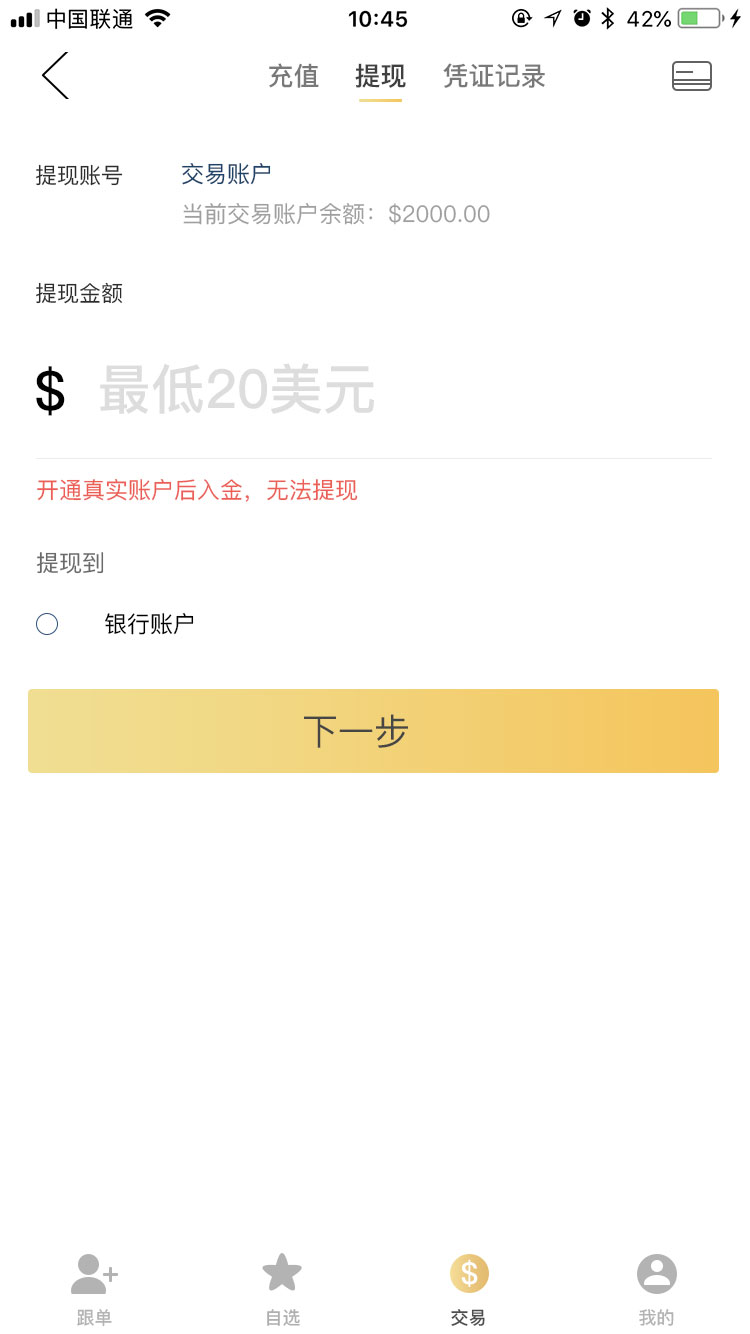 中国联通 10:45 42%
充值 提现 凭证记录
提现账号 交易账户
当前交易账户余额：$2000.00
提现金额
$ 最低20美元
开通真实账户后入金，无法提现
提现到
银行账户
下一步
跟单 自选 交易 我的